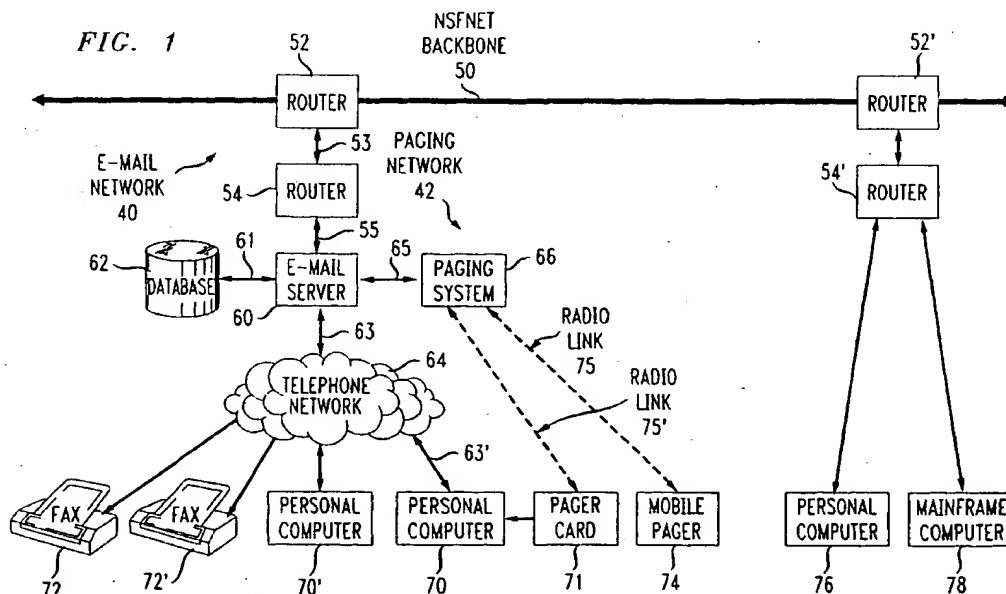 FIG. 1
52
NSFNET
BACKBONE
50
52'
ROUTER
ROUTER
53
PAGING
NETWORK
42
E-MAIL
NETWORK
40
54
ROUTER
54'
ROUTER
55
62
61
DATABASE
E-MAIL
SERVER
60
65
PAGING
SYSTEM
66
63
RADIO
LINK
75
64
TELEPHONE
NETWORK
RADIO
LINK
75'
63'
FAX
FAX
PERSONAL
COMPUTER
PERSONAL
COMPUTER
PAGER
CARD
MOBILE
PAGER
PERSONAL
COMPUTER
MAINFRAME
COMPUTER
72
72'
70'
70
71
74
76
78